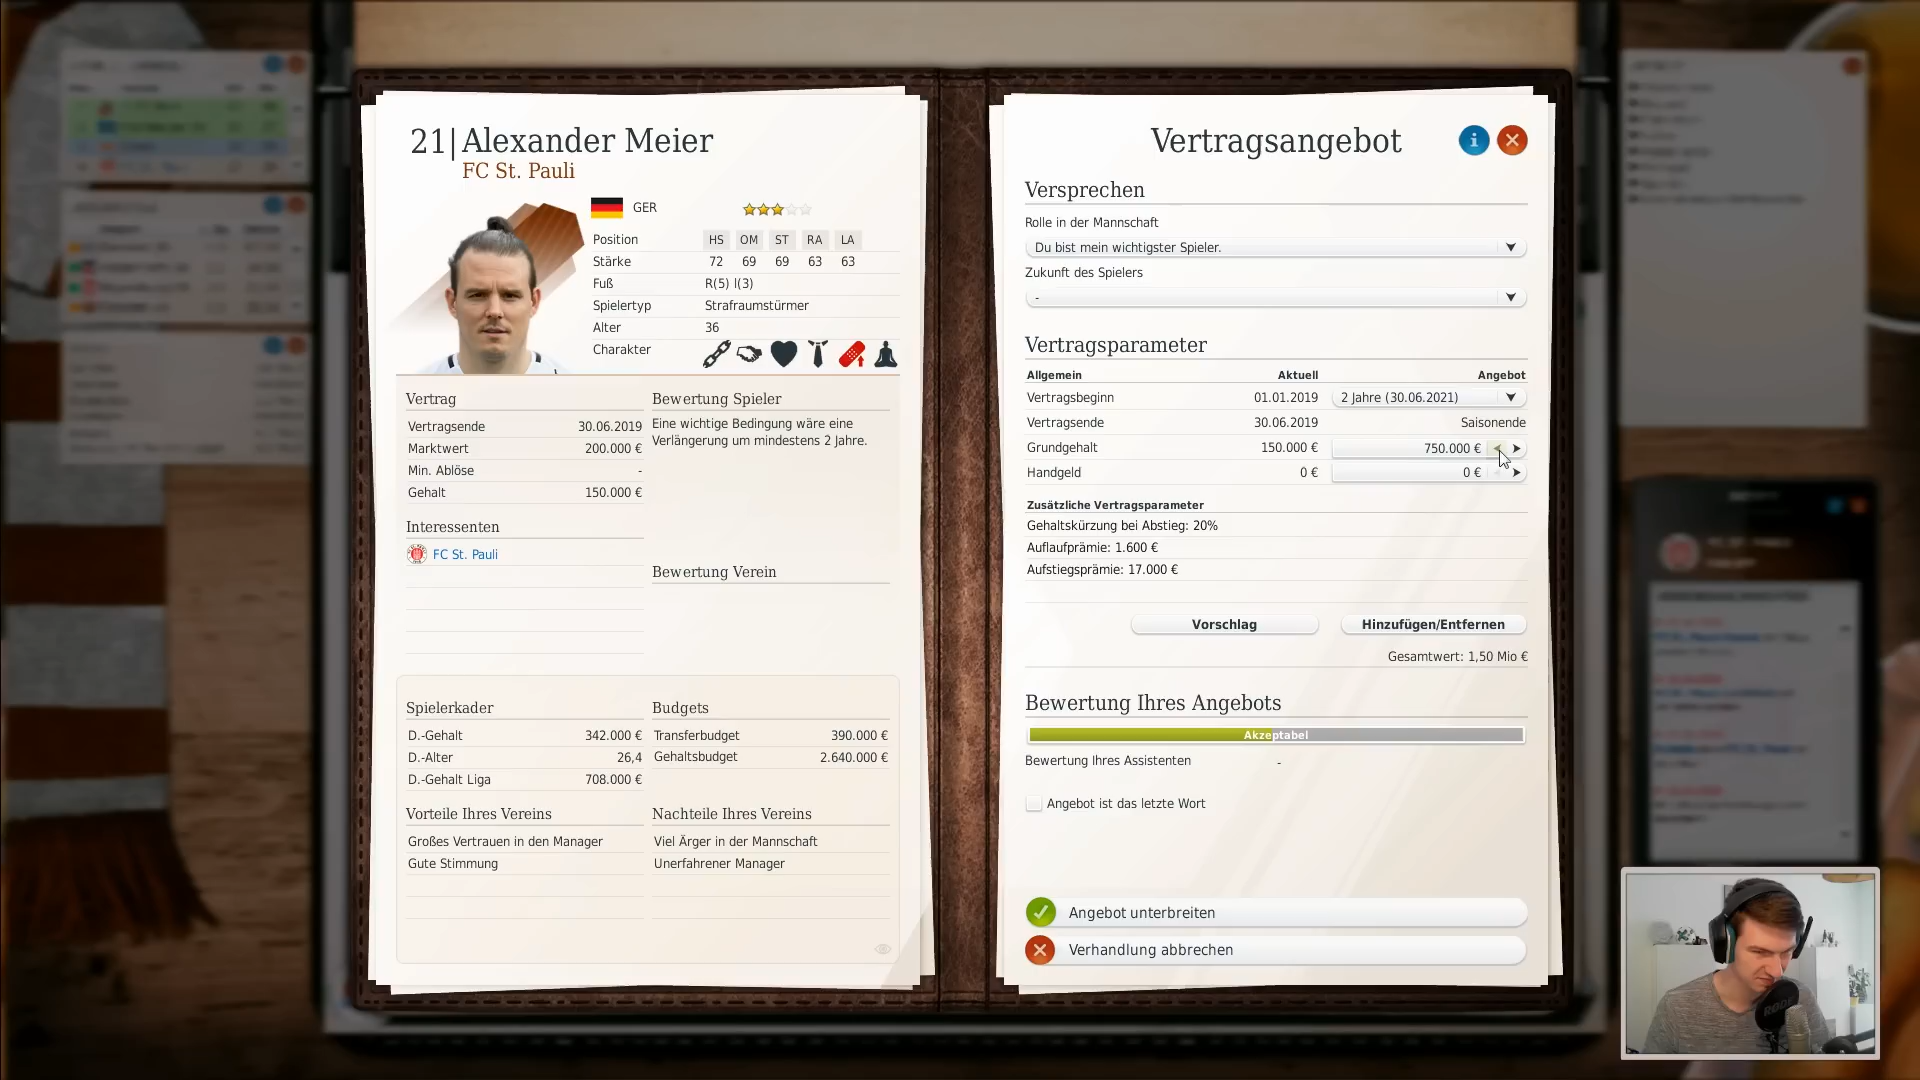 21| Alexander Meier
FC St. Pauli
GER
Position HS OM ST RA LA
Stärke 72 69 69 63 63
Fuß R(5) l(3)
Spielertyp Strafraumstürmer
Alter 36
Charakter
Vertrag
Vertragsende 30.06.2019
Marktwert 200.000 €
Min. Ablöse -
Gehalt 150.000 €
Interessenten
FC St. Pauli
Bewertung Spieler
Eine wichtige Bedingung wäre eine
Verlängerung um mindestens 2 Jahre.
Bewertung Verein
Spielerkader
D.-Gehalt 342.000 €
D.-Alter 26,4
D.-Gehalt Liga 708.000 €
Budgets
Transferbudget 390.000 €
Gehaltsbudget 2.640.000 €
Vorteile Ihres Vereins
Großes Vertrauen in den Manager
Gute Stimmung
Nachteile Ihres Vereins
Viel Ärger in der Mannschaft
Unerfahrener Manager
Vertragsangebot
Versprechen
Rolle in der Mannschaft
Du bist mein wichtigster Spieler.
Zukunft des Spielers
-
Vertragsparameter
Allgemein Aktuell Angebot
Vertragsbeginn 01.01.2019 2 Jahre (30.06.2021)
Vertragsende 30.06.2019 Saisonende
Grundgehalt 150.000 € 750.000 €
Handgeld 0 € 0 €
Zusätzliche Vertragsparameter
Gehaltskürzung bei Abstieg: 20%
Auflaufprämie: 1.600 €
Aufstiegsprämie: 17.000 €
Vorschlag Hinzufügen/Entfernen
Gesamtwert: 1,50 Mio €
Bewertung Ihres Angebots
Akzeptabel
Bewertung Ihres Assistenten -
Angebot ist das letzte Wort
Angebot unterbreiten
Verhandlung abbrechen
RØDE